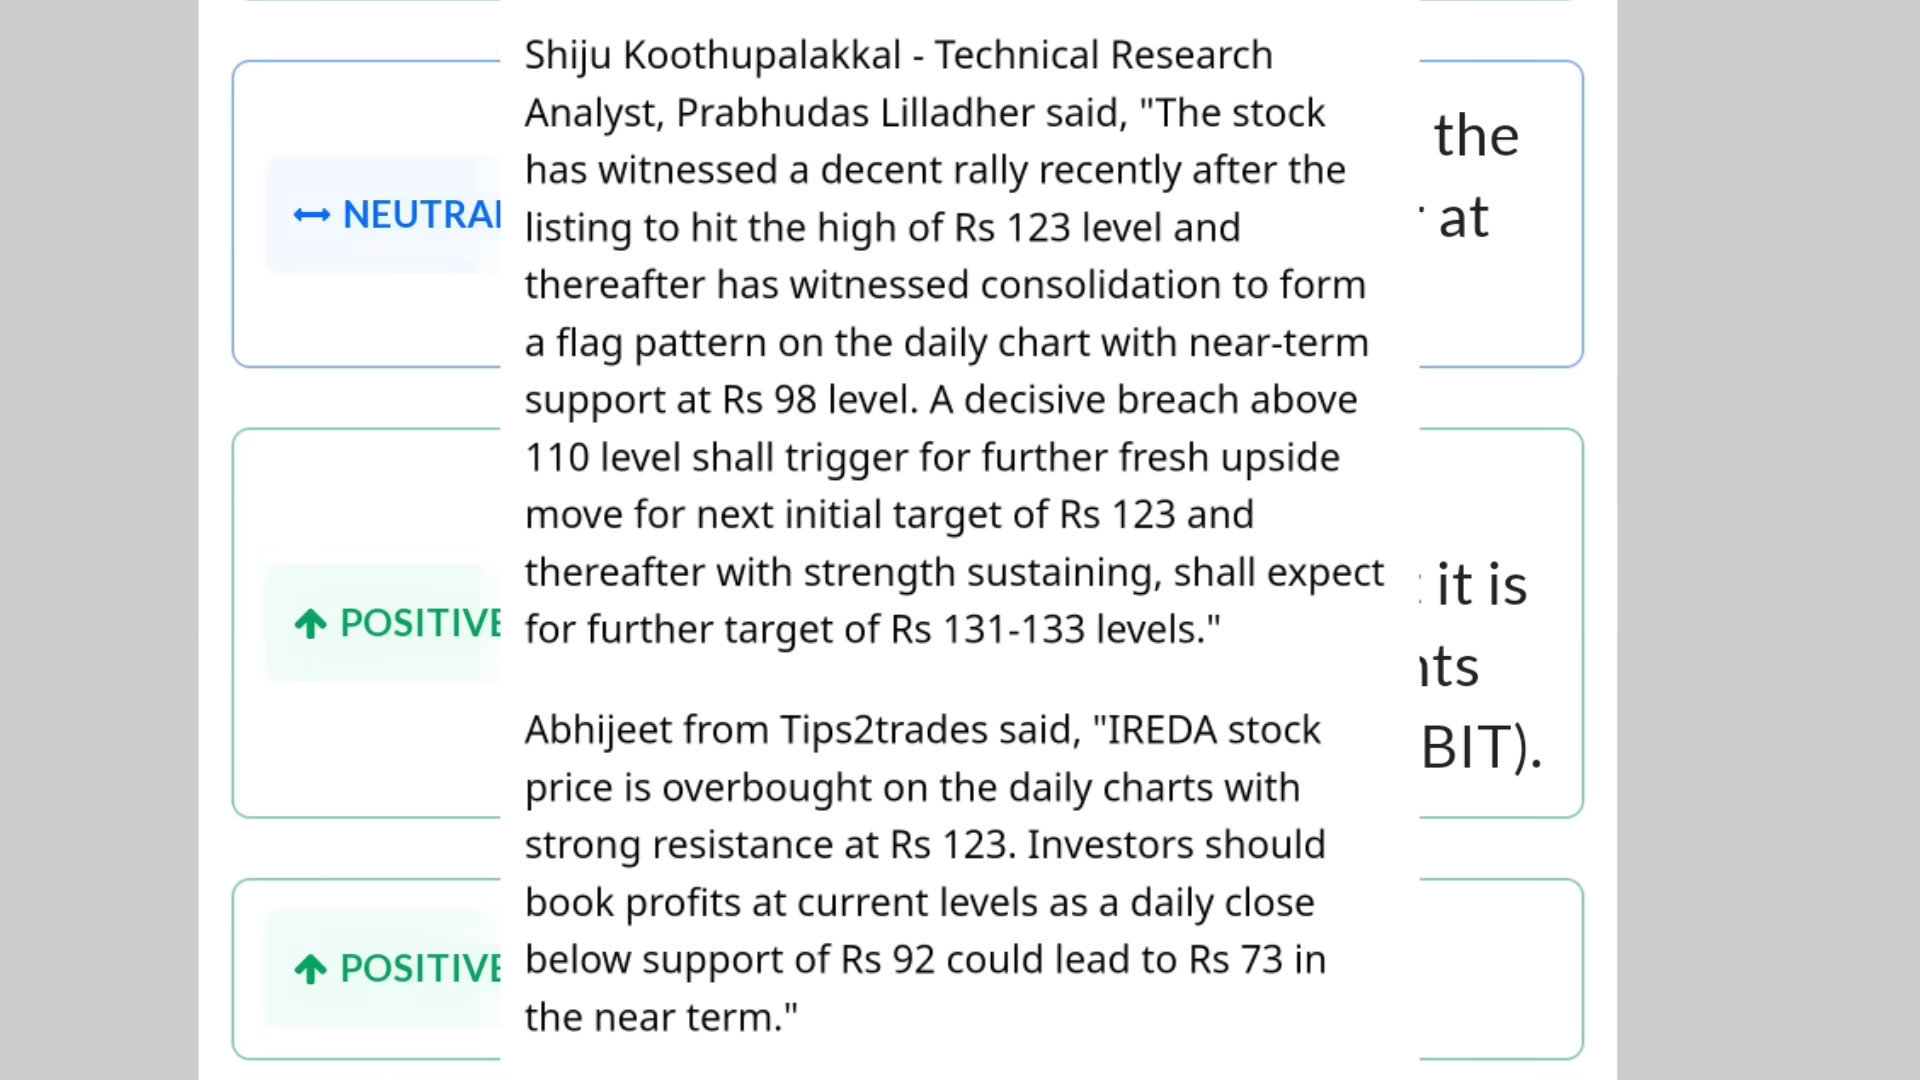 Shiju Koothupalakkal - Technical Research
Analyst, Prabhudas Lilladher said, "The stock
has witnessed a decent rally recently after the
listing to hit the high of Rs 123 level and
thereafter has witnessed consolidation to form
a flag pattern on the daily chart with near-term
support at Rs 98 level. A decisive breach above
110 level shall trigger for further fresh upside
move for next initial target of Rs 123 and
thereafter with strength sustaining, shall expect
for further target of Rs 131-133 levels."
Abhijeet from Tips2trades said, "IREDA stock
price is overbought on the daily charts with
strong resistance at Rs 123. Investors should
book profits at current levels as a daily close
below support of Rs 92 could lead to Rs 73 in
the near term."
NEUTRAL
the
at
POSITIVE
it is
BIT).
POSITIVE